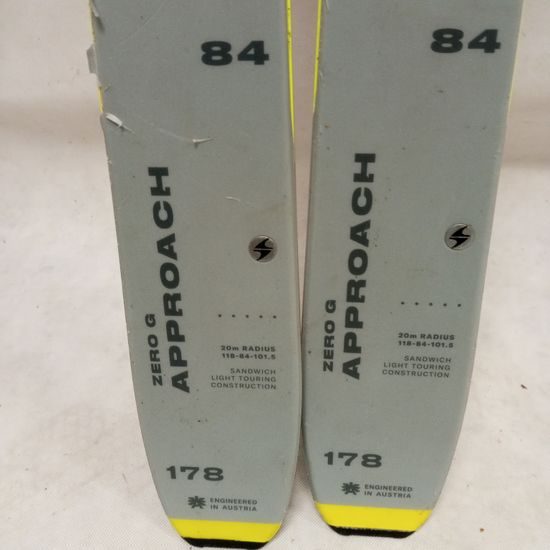 84
ZERO G
APPROACH
20m RADIUS
118-84-101.5
SANDWICH
LIGHT TOURING
CONSTRUCTION
178
ENGINEERED
IN AUSTRIA
84
ZERO G
APPROACH
20m RADIUS
118-84-101.5
SANDWICH
LIGHT TOURING
CONSTRUCTION
178
ENGINEERED
IN AUSTRIA